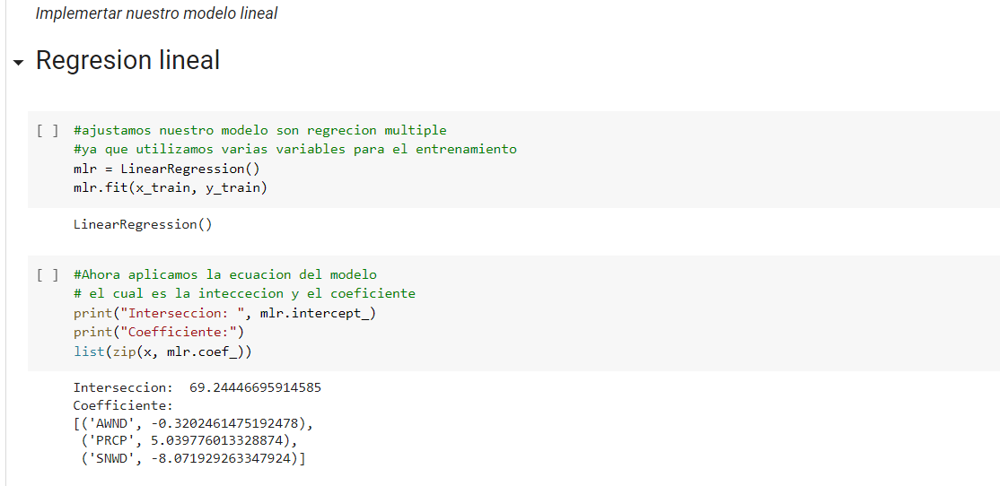 Implemertar nuestro modelo lineal
Regresion lineal
[ ] #ajustamos nuestro modelo son regrecion multiple
#ya que utilizamos varias variables para el entrenamiento
mlr = LinearRegression()
mlr.fit(x_train, y_train)
LinearRegression()
[ ] #Ahora aplicamos la ecuacion del modelo
# el cual es la inteccecion y el coeficiente
print("Interseccion: ", mlr.intercept_)
print("Coefficiente:")
list(zip(x, mlr.coef_))
Interseccion:  69.24446695914585
Coefficiente:
[('AWND', -0.3202461475192478),
('PRCP', 5.039776013328874),
('SNWD', -8.071929263347924)]